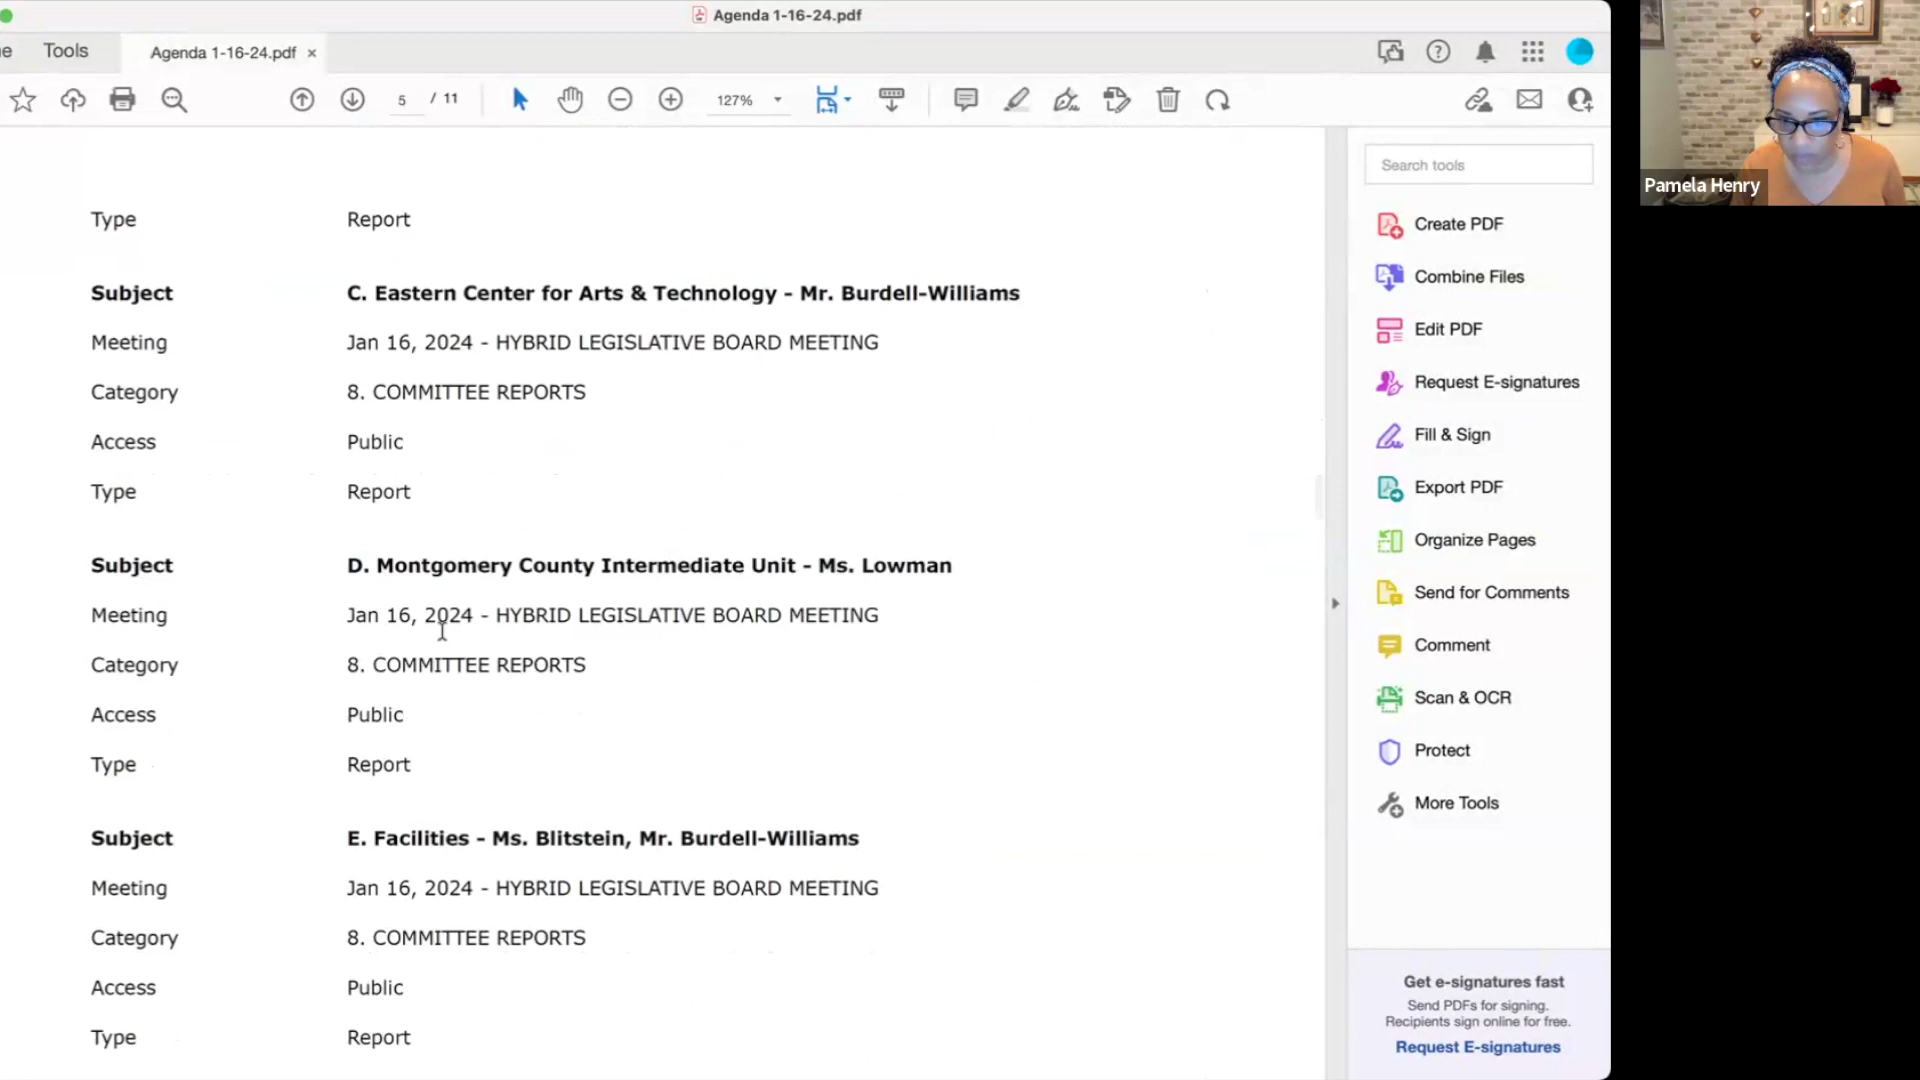 Agenda 1-16-24.pdf
e
Tools
Agenda 1-16-24.pdf ×
5 / 11
127%
Search tools
Type Report
Subject C. Eastern Center for Arts & Technology - Mr. Burdell-Williams
Meeting Jan 16, 2024 - HYBRID LEGISLATIVE BOARD MEETING
Category 8. COMMITTEE REPORTS
Access Public
Type Report
Subject D. Montgomery County Intermediate Unit - Ms. Lowman
Meeting Jan 16, 2024 - HYBRID LEGISLATIVE BOARD MEETING
Category 8. COMMITTEE REPORTS
Access Public
Type Report
Subject E. Facilities - Ms. Blitstein, Mr. Burdell-Williams
Meeting Jan 16, 2024 - HYBRID LEGISLATIVE BOARD MEETING
Category 8. COMMITTEE REPORTS
Access Public
Type Report
Create PDF
Combine Files
Edit PDF
Request E-signatures
Fill & Sign
Export PDF
Organize Pages
Send for Comments
Comment
Scan & OCR
Protect
More Tools
Get e-signatures fast
Send PDFs for signing.
Recipients sign online for free.
Request E-signatures
Pamela Henry